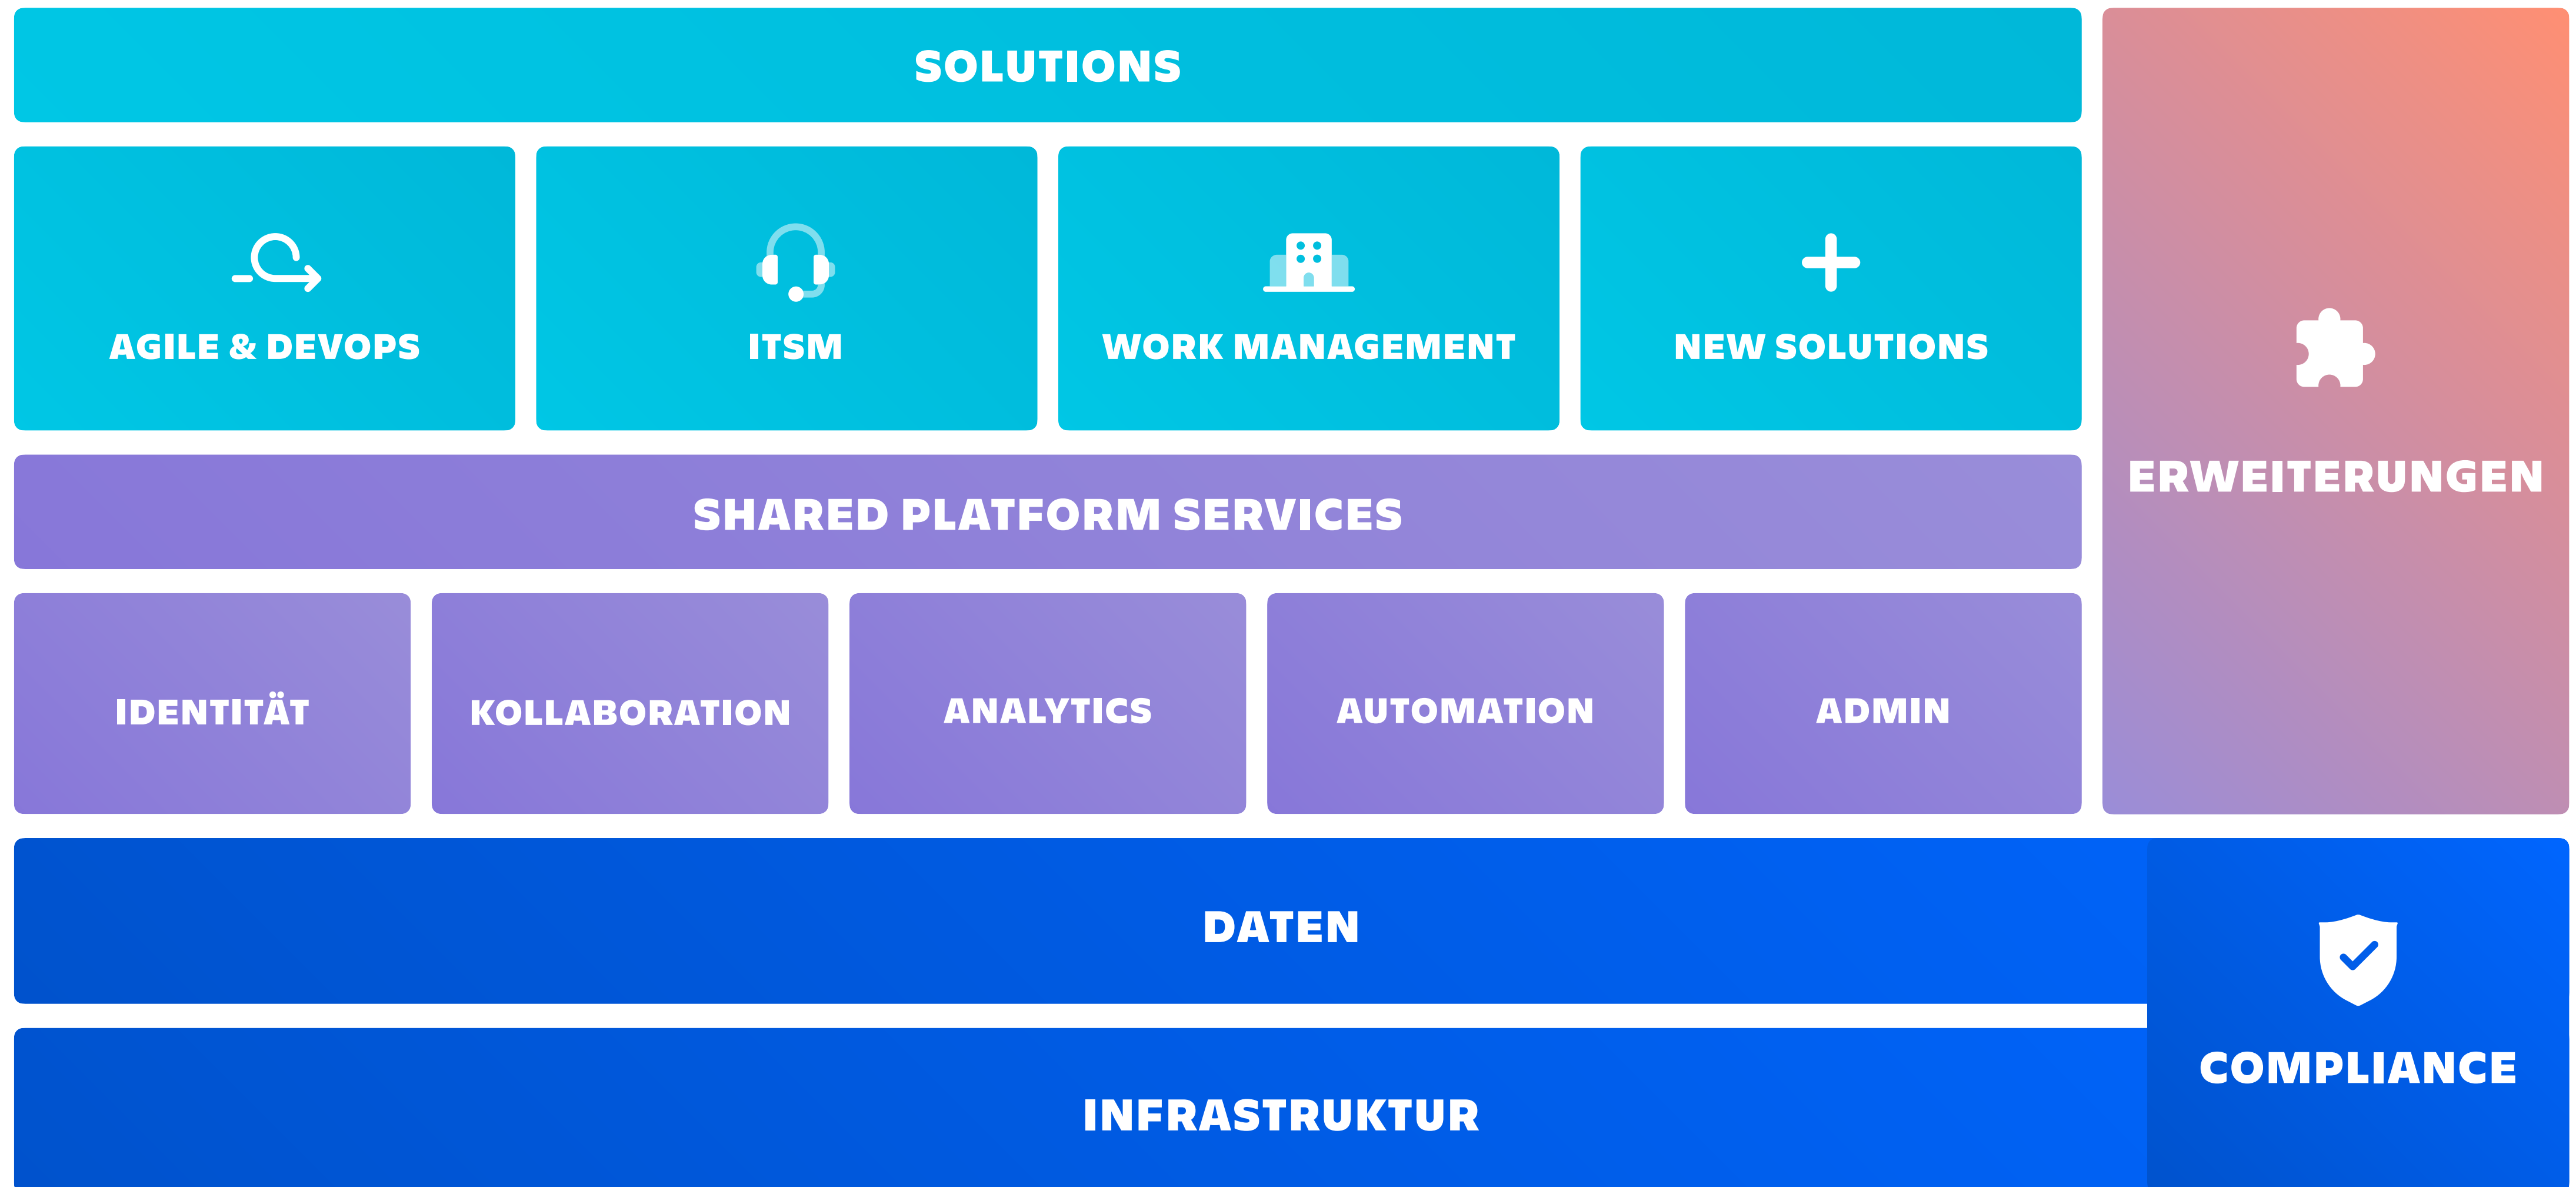 SOLUTIONS
AGILE & DEVOPS
ITSM
WORK MANAGEMENT
NEW SOLUTIONS
ERWEITERUNGEN
SHARED PLATFORM SERVICES
IDENTITÄT
KOLLABORATION
ANALYTICS
AUTOMATION
ADMIN
DATEN
COMPLIANCE
INFRASTRUKTUR